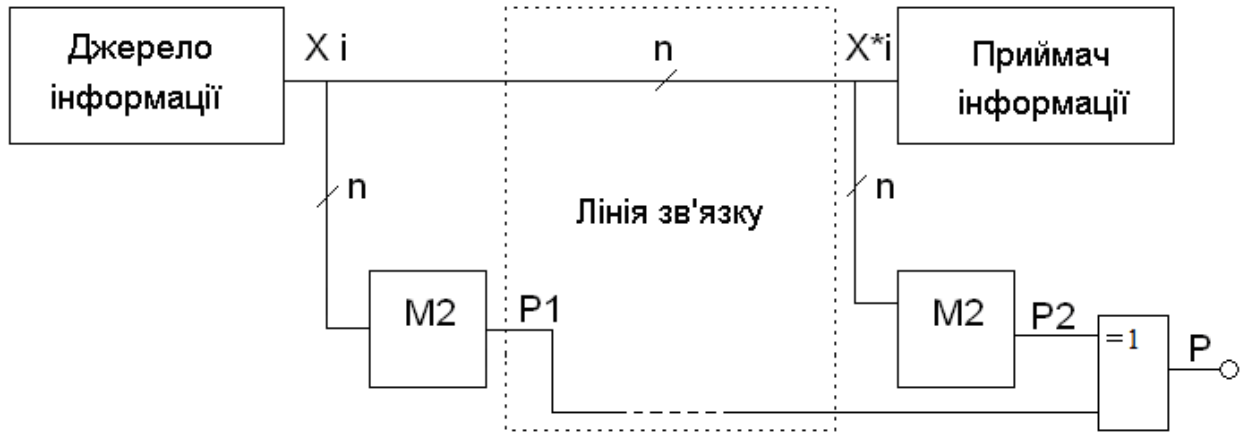 Джерело
інформації
X i
n
X*i
Приймач
інформації
n
Лінія зв'язку
n
M2
P1
M2
P2
=1
P